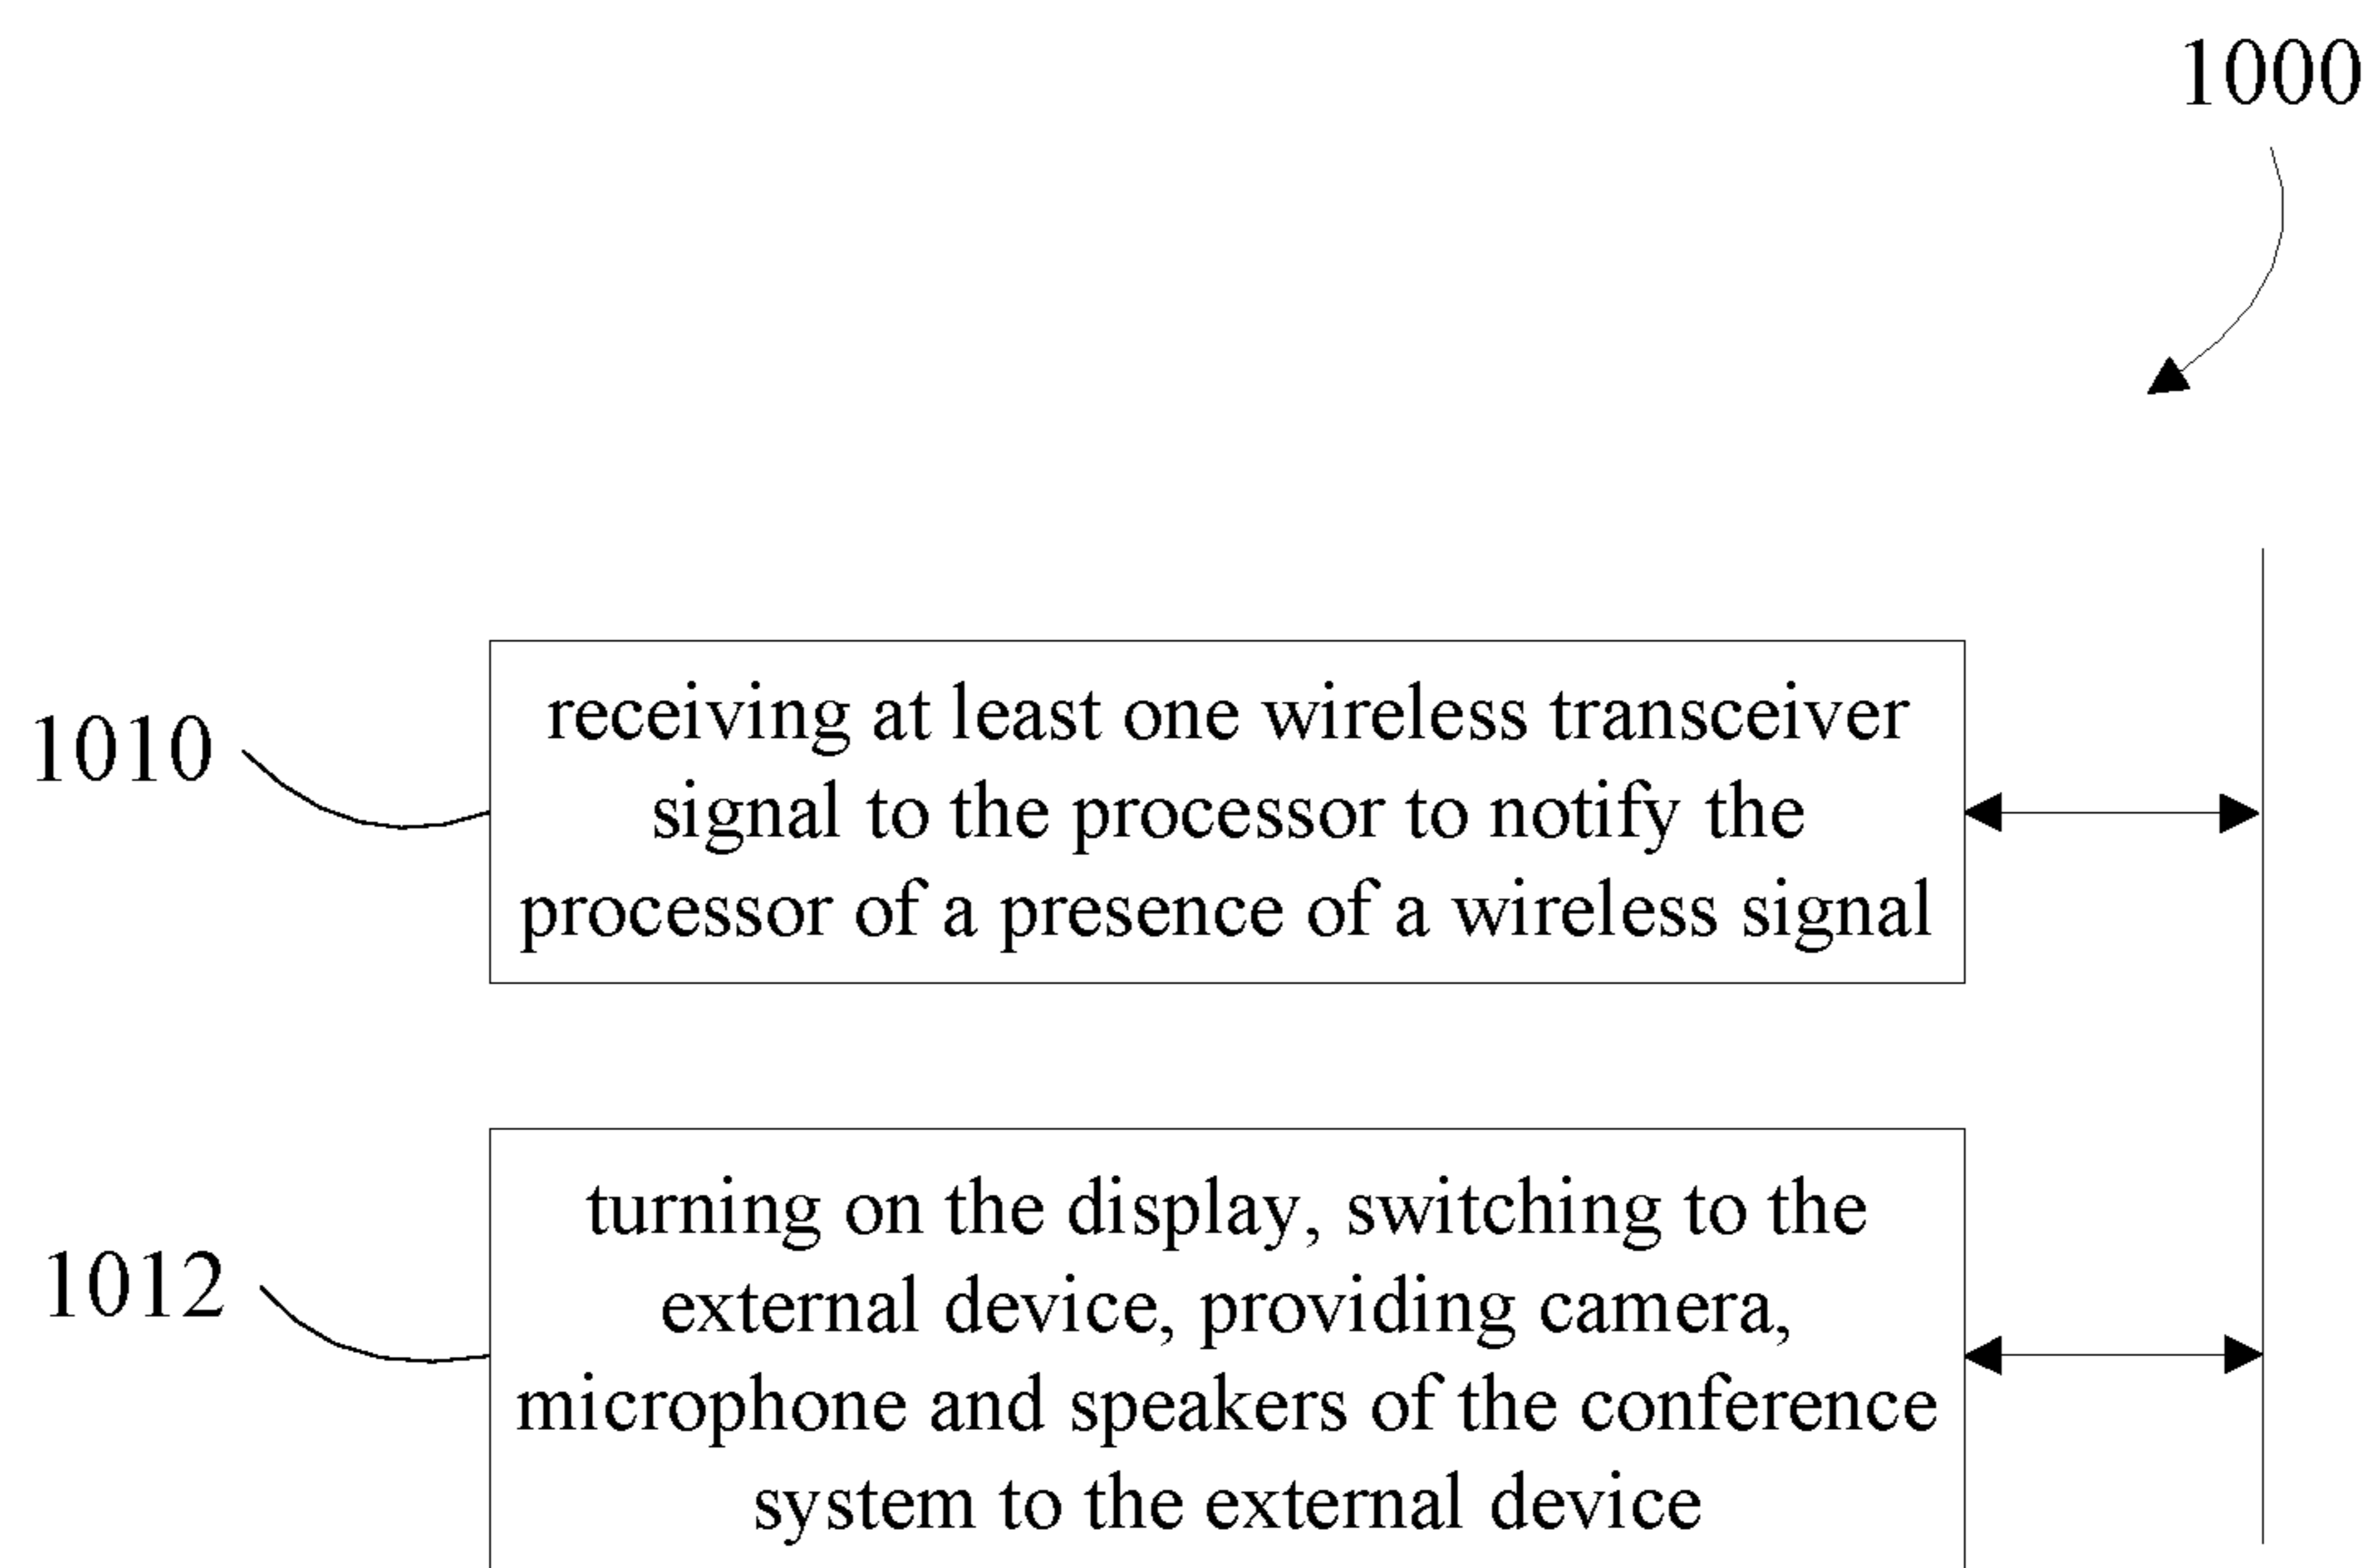 1000
1010
receiving at least one wireless transceiver
signal to the processor to notify the
processor of a presence of a wireless signal
1012
turning on the display, switching to the
external device, providing camera,
microphone and speakers of the conference
system to the external device